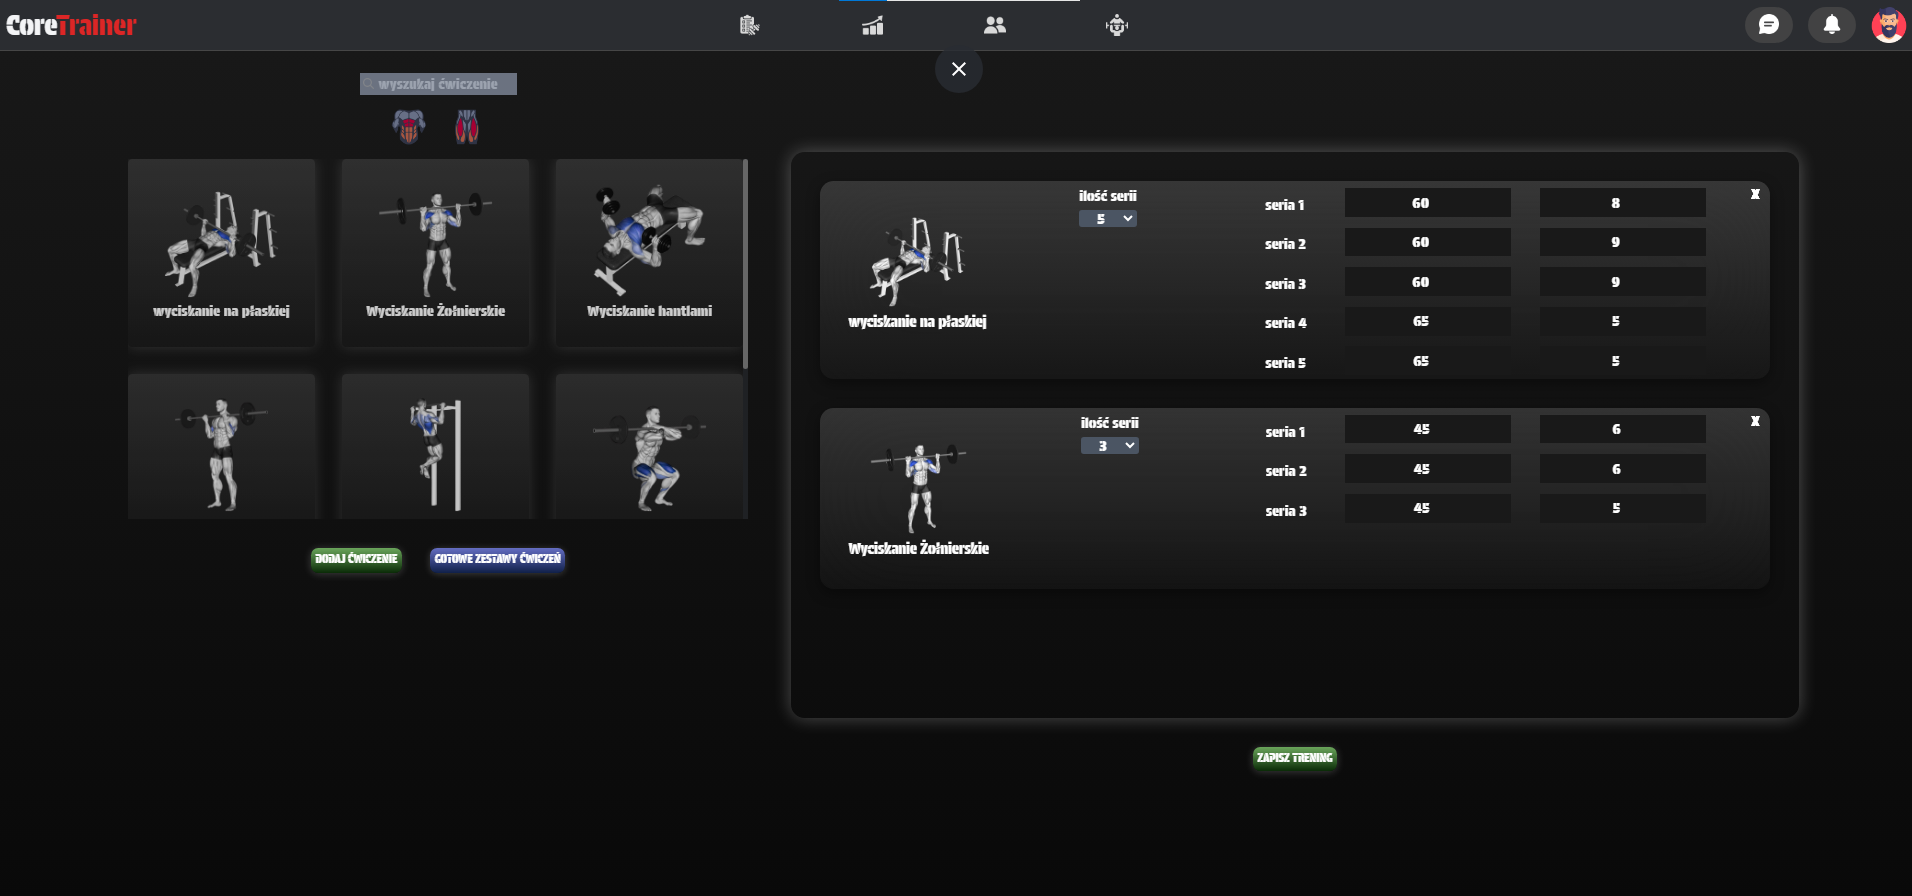 CoreTrainer
wyszukaj ćwiczenie
wyciskanie na płaskiej
Wyciskanie Żołnierskie
Wyciskanie hantlami
DODAJ ĆWICZENIE
GOTOWE ZESTAWY ĆWICZEŃ
wyciskanie na płaskiej
ilość serii
5
seria 1 60 8
seria 2 60 9
seria 3 60 9
seria 4 65 5
seria 5 65 5
X
Wyciskanie Żołnierskie
ilość serii
3
seria 1 45 6
seria 2 45 6
seria 3 45 5
X
ZAPISZ TRENING